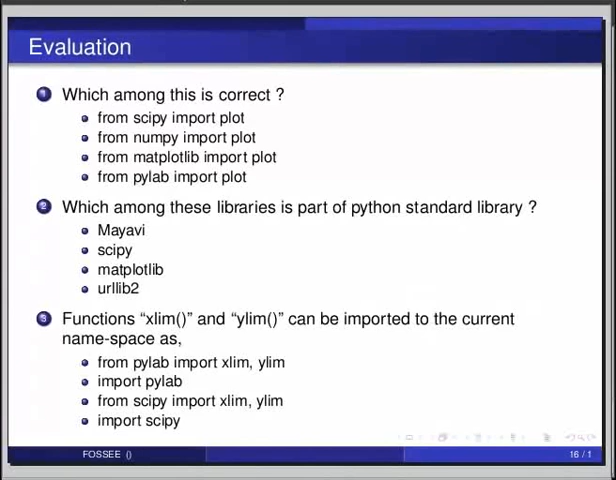 Evaluation
1 Which among this is correct ?
from scipy import plot
from numpy import plot
from matplotlib import plot
from pylab import plot
2 Which among these libraries is part of python standard library ?
Mayavi
scipy
matplotlib
urllib2
3 Functions “xlim()” and “ylim()” can be imported to the current
name-space as,
from pylab import xlim, ylim
import pylab
from scipy import xlim, ylim
import scipy
FOSSEE () 16 / 1